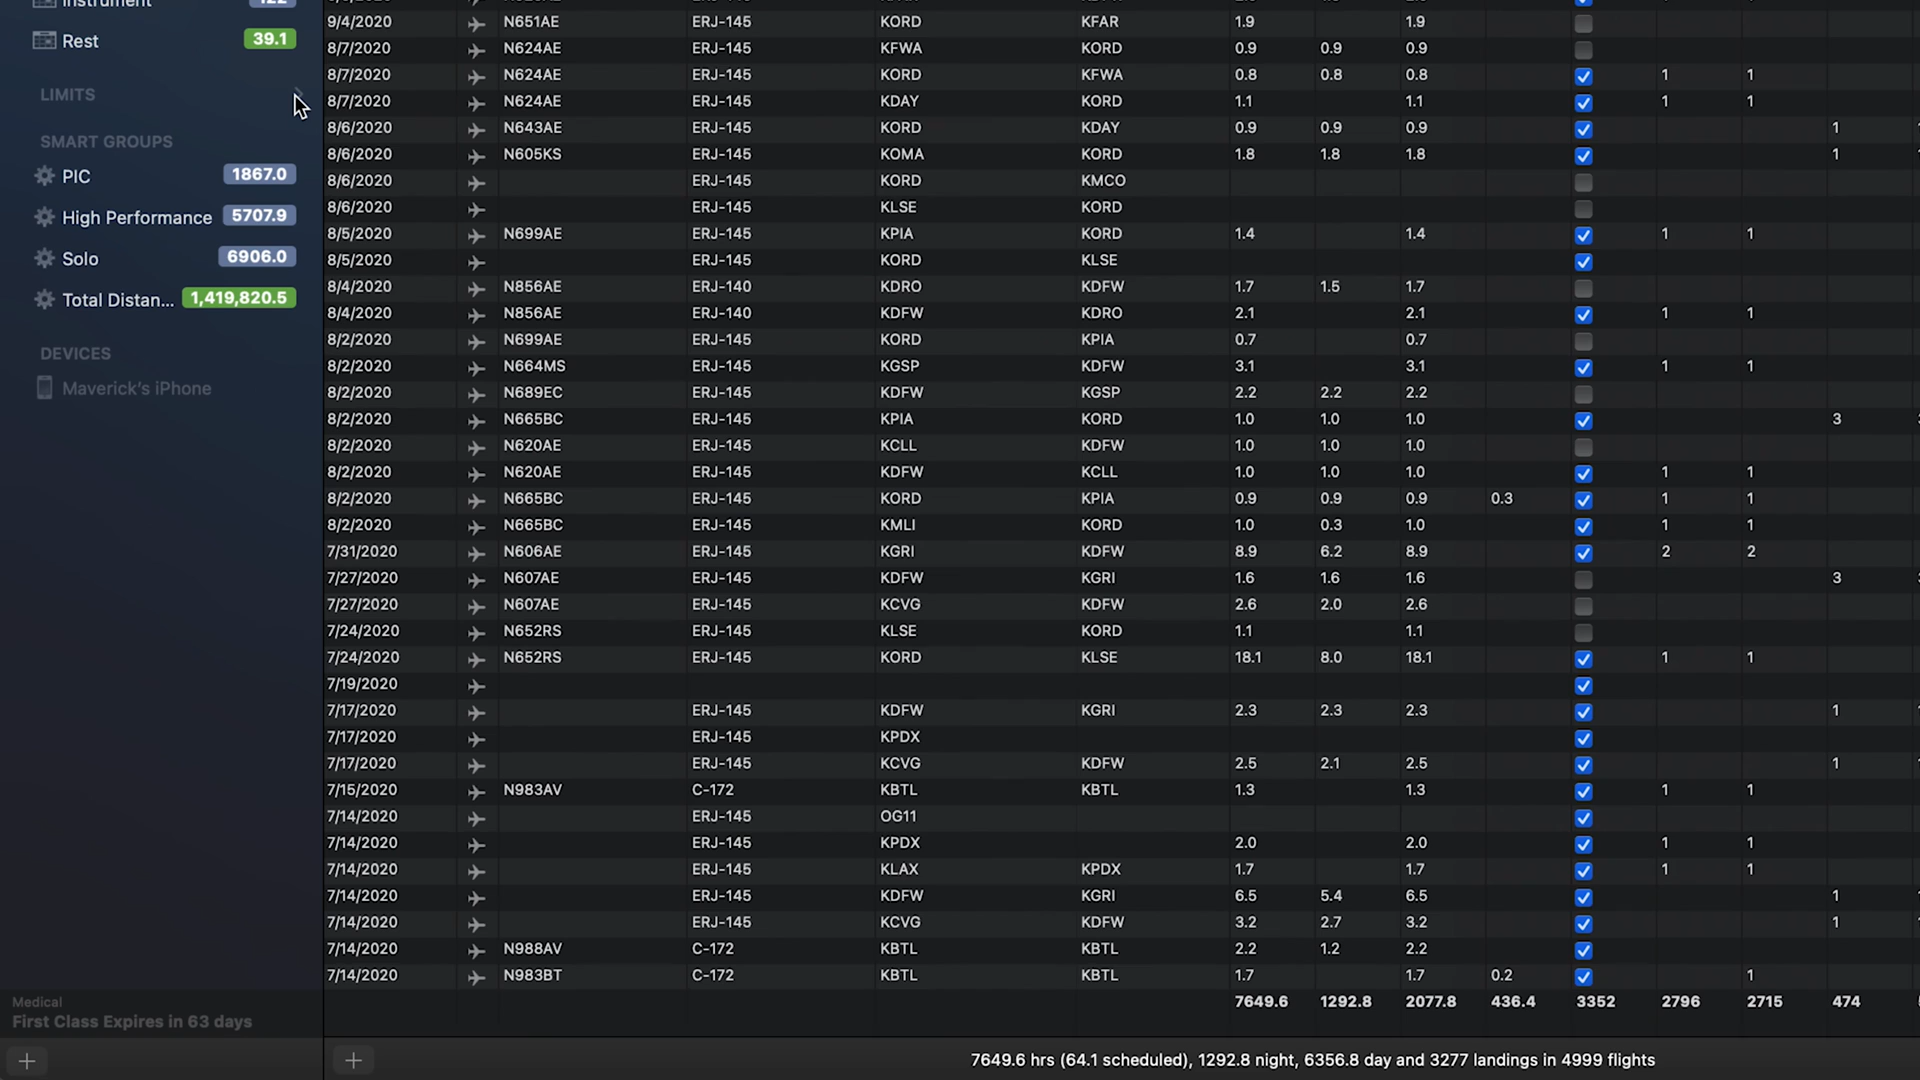 Instrument 122
Rest 39.1
LIMITS
SMART GROUPS
PIC 1867.0
High Performance 5707.9
Solo 6906.0
Total Distan... 1,419,820.5
DEVICES
Maverick's iPhone
Medical
First Class Expires in 63 days
9/4/2020 N651AE ERJ-145 KORD KFAR 1.9 1.9
8/7/2020 N624AE ERJ-145 KFWA KORD 0.9 0.9 0.9
8/7/2020 N624AE ERJ-145 KORD KFWA 0.8 0.8 0.8 1 1
8/7/2020 N624AE ERJ-145 KDAY KORD 1.1 1.1 1 1
8/6/2020 N643AE ERJ-145 KORD KDAY 0.9 0.9 0.9 1
8/6/2020 N605KS ERJ-145 KOMA KORD 1.8 1.8 1.8 1
8/6/2020 ERJ-145 KORD KMCO
8/6/2020 ERJ-145 KLSE KORD
8/5/2020 N699AE ERJ-145 KPIA KORD 1.4 1.4 1 1
8/5/2020 ERJ-145 KORD KLSE
8/4/2020 N856AE ERJ-140 KDRO KDFW 1.7 1.5 1.7
8/4/2020 N856AE ERJ-140 KDFW KDRO 2.1 2.1 1 1
8/2/2020 N699AE ERJ-145 KORD KPIA 0.7 0.7
8/2/2020 N664MS ERJ-145 KGSP KDFW 3.1 3.1 1 1
8/2/2020 N689EC ERJ-145 KDFW KGSP 2.2 2.2 2.2
8/2/2020 N665BC ERJ-145 KPIA KORD 1.0 1.0 1.0 3
8/2/2020 N620AE ERJ-145 KCLL KDFW 1.0 1.0 1.0
8/2/2020 N620AE ERJ-145 KDFW KCLL 1.0 1.0 1.0 1 1
8/2/2020 N665BC ERJ-145 KORD KPIA 0.9 0.9 0.9 0.3 1 1
8/2/2020 N665BC ERJ-145 KMLI KORD 1.0 0.3 1.0 1 1
7/31/2020 N606AE ERJ-145 KGRI KDFW 8.9 6.2 8.9 2 2
7/27/2020 N607AE ERJ-145 KDFW KGRI 1.6 1.6 1.6 3
7/27/2020 N607AE ERJ-145 KCVG KDFW 2.6 2.0 2.6
7/24/2020 N652RS ERJ-145 KLSE KORD 1.1 1.1
7/24/2020 N652RS ERJ-145 KORD KLSE 18.1 8.0 18.1 1 1
7/19/2020
7/17/2020 ERJ-145 KDFW KGRI 2.3 2.3 2.3 1
7/17/2020 ERJ-145 KPDX
7/17/2020 ERJ-145 KCVG KDFW 2.5 2.1 2.5 1
7/15/2020 N983AV C-172 KBTL KBTL 1.3 1.3 1 1
7/14/2020 ERJ-145 OG11
7/14/2020 ERJ-145 KPDX 2.0 2.0 1 1
7/14/2020 ERJ-145 KLAX KPDX 1.7 1.7 1 1
7/14/2020 ERJ-145 KDFW KGRI 6.5 5.4 6.5 1
7/14/2020 ERJ-145 KCVG KDFW 3.2 2.7 3.2 1
7/14/2020 N988AV C-172 KBTL KBTL 2.2 1.2 2.2
7/14/2020 N983BT C-172 KBTL KBTL 1.7 1.7 0.2 1
7649.6 1292.8 2077.8 436.4 3352 2796 2715 474
7649.6 hrs (64.1 scheduled), 1292.8 night, 6356.8 day and 3277 landings in 4999 flights